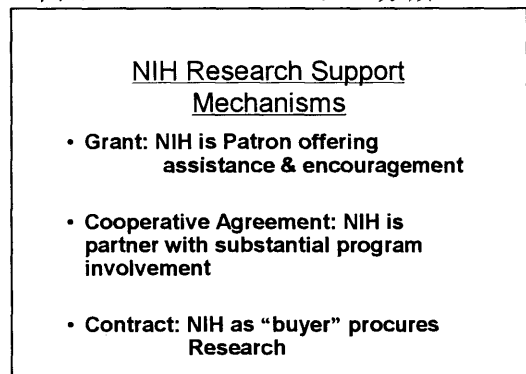 NIH Research Support
Mechanisms
• Grant: NIH is Patron offering
assistance & encouragement
• Cooperative Agreement: NIH is
partner with substantial program
involvement
• Contract: NIH as “buyer” procures
Research